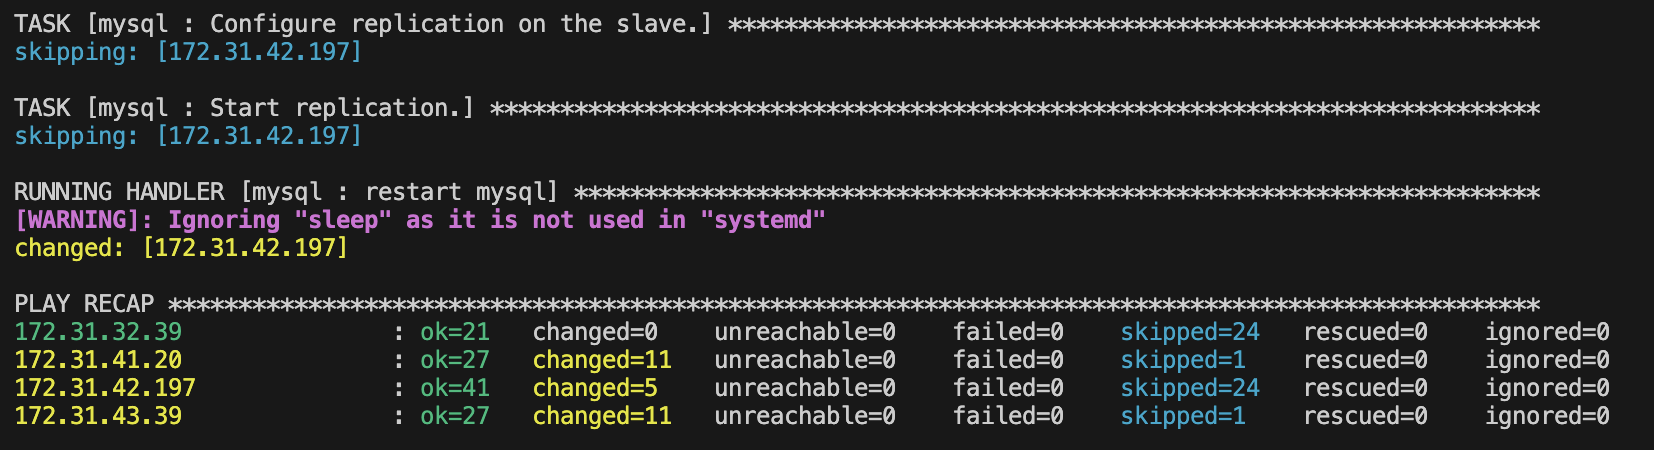 TASK [mysql : Configure replication on the slave.] **********************************************************
skipping: [172.31.42.197]
TASK [mysql : Start replication.] ***************************************************************************
skipping: [172.31.42.197]
RUNNING HANDLER [mysql : restart mysql] *********************************************************************
[WARNING]: Ignoring "sleep" as it is not used in "systemd"
changed: [172.31.42.197]
PLAY RECAP **************************************************************************************************
172.31.32.39               : ok=21   changed=0    unreachable=0    failed=0    skipped=24   rescued=0    ignored=0
172.31.41.20               : ok=27   changed=11   unreachable=0    failed=0    skipped=1    rescued=0    ignored=0
172.31.42.197              : ok=41   changed=5    unreachable=0    failed=0    skipped=24   rescued=0    ignored=0
172.31.43.39               : ok=27   changed=11   unreachable=0    failed=0    skipped=1    rescued=0    ignored=0